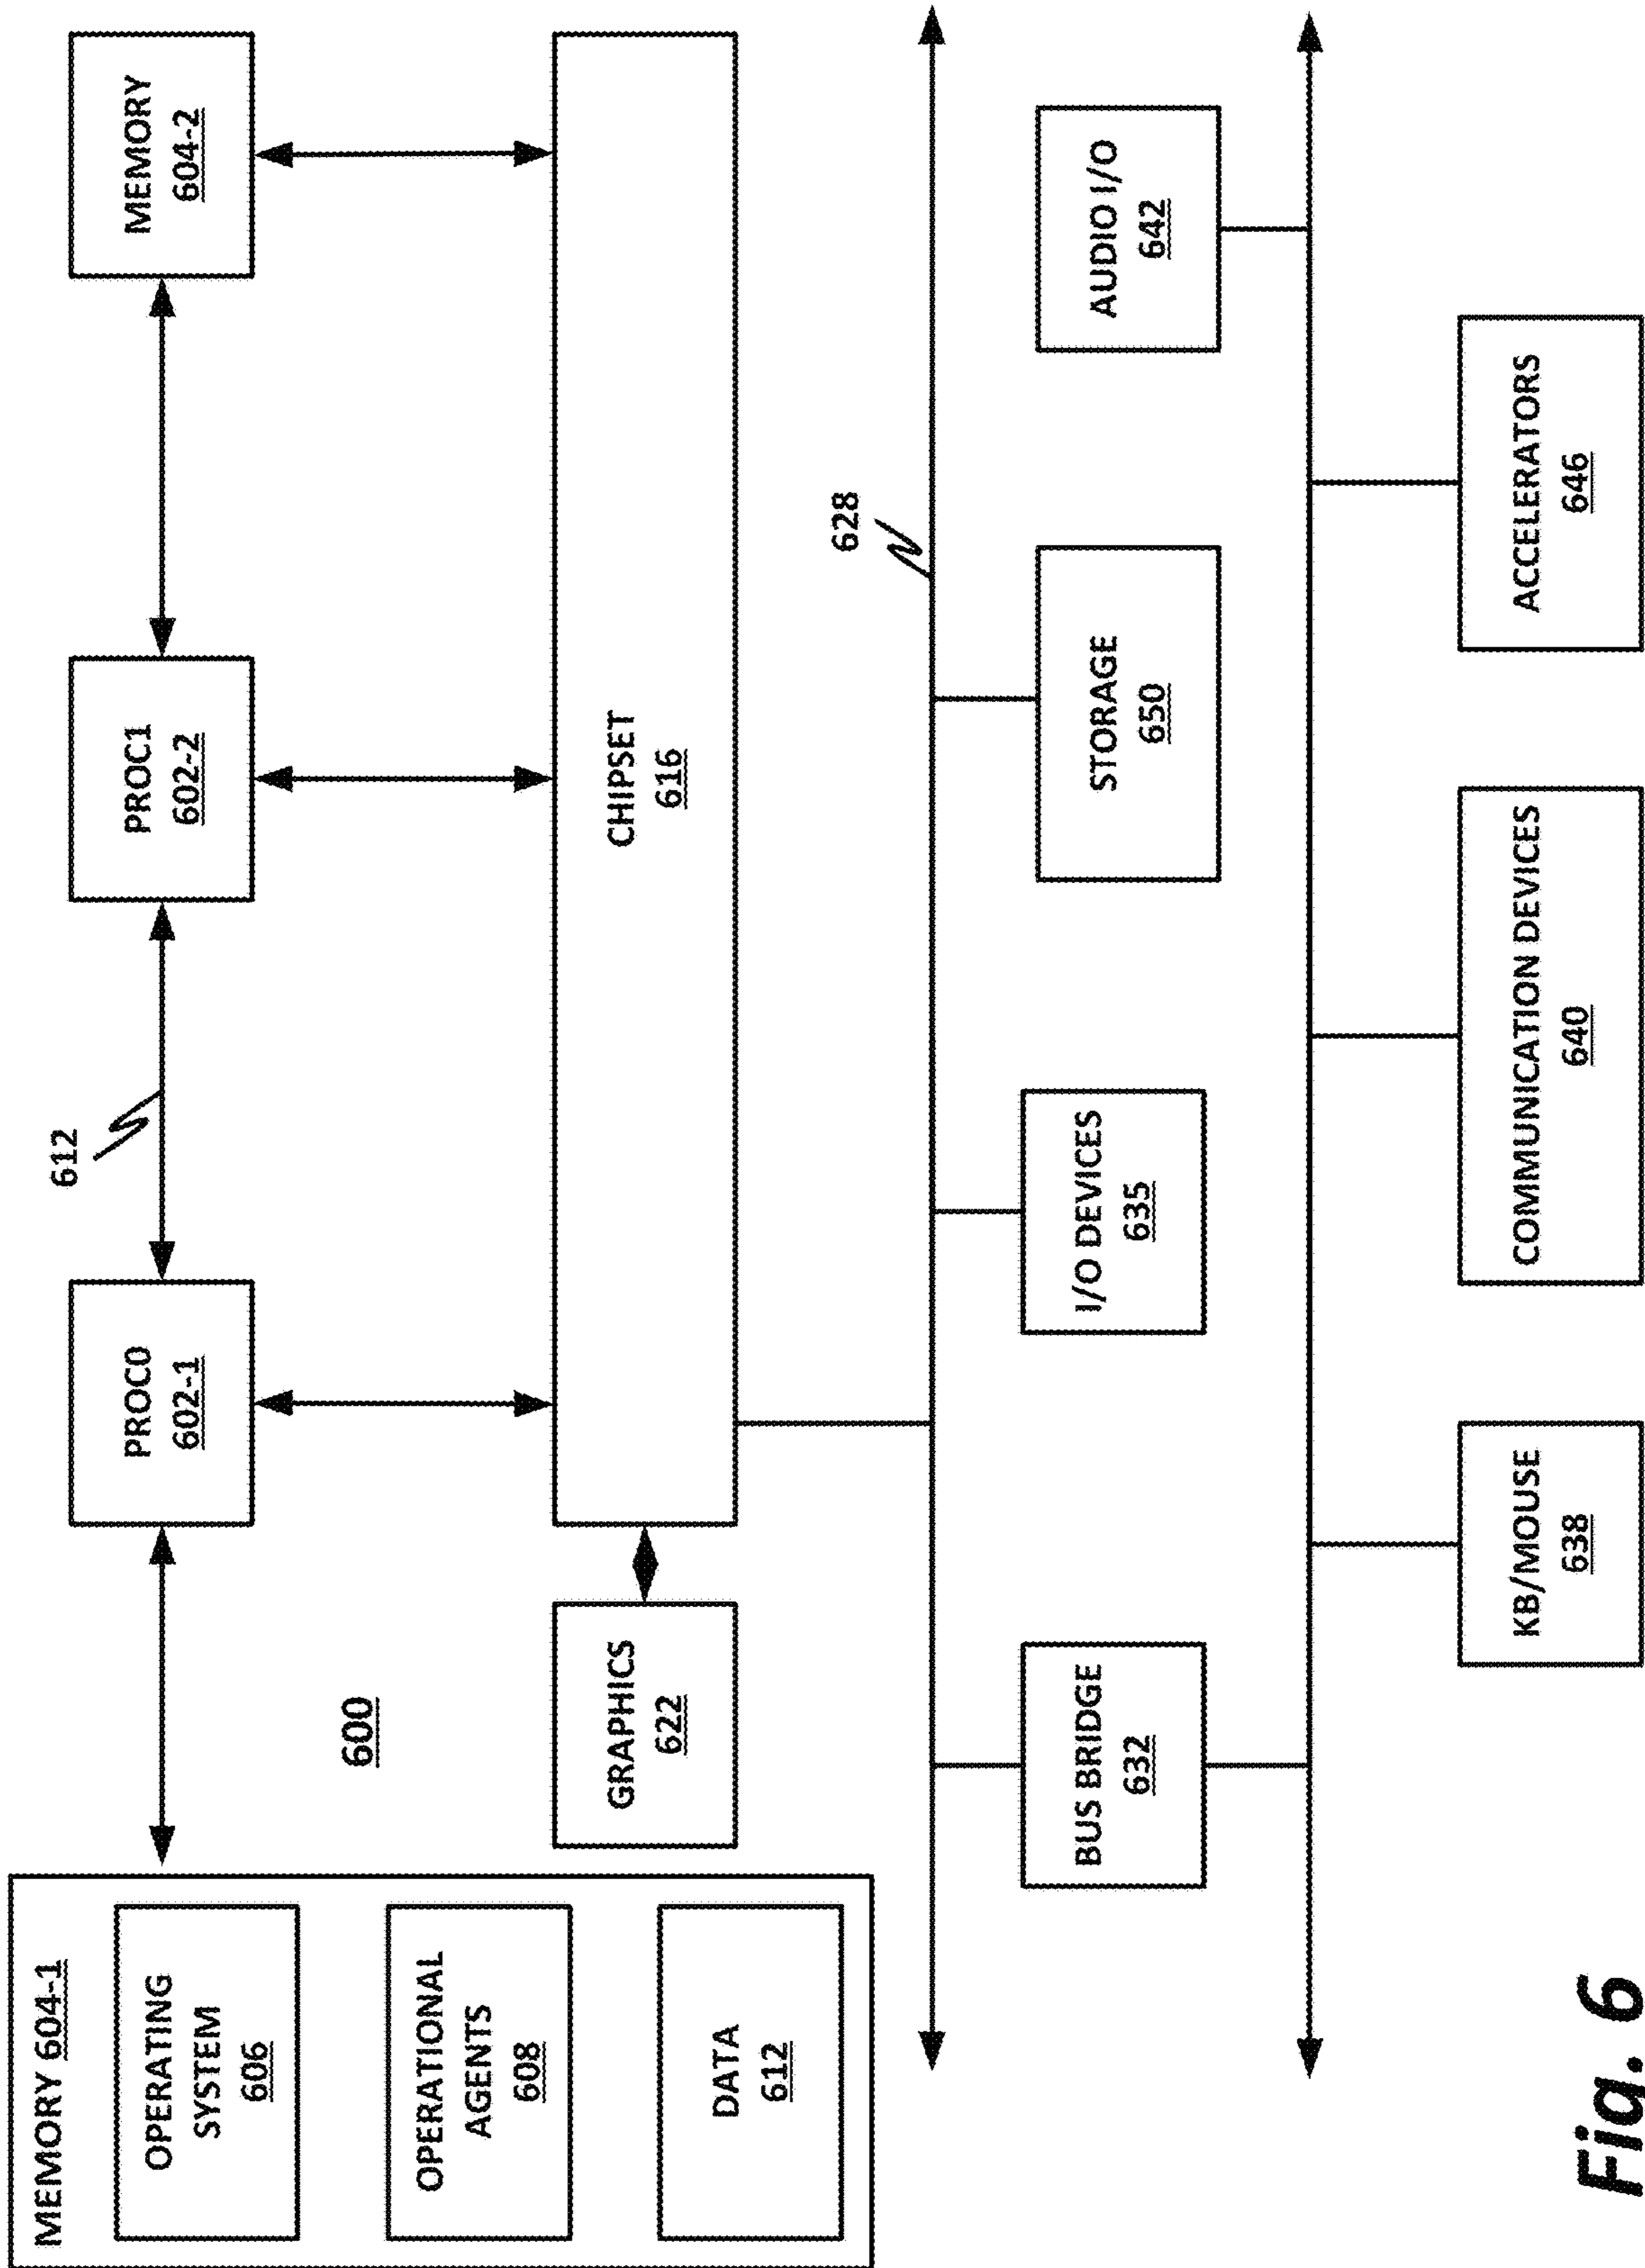 MEMORY 604-1
OPERATING
SYSTEM
606
OPERATIONAL
AGENTS
608
DATA
612
PROC0
602-1
612
PROC1
602-2
MEMORY
604-2
600
GRAPHICS
622
CHIPSET
616
628
BUS BRIDGE
632
I/O DEVICES
635
STORAGE
650
AUDIO I/O
642
KB/MOUSE
638
COMMUNICATION DEVICES
640
ACCELERATORS
646
Fig. 6